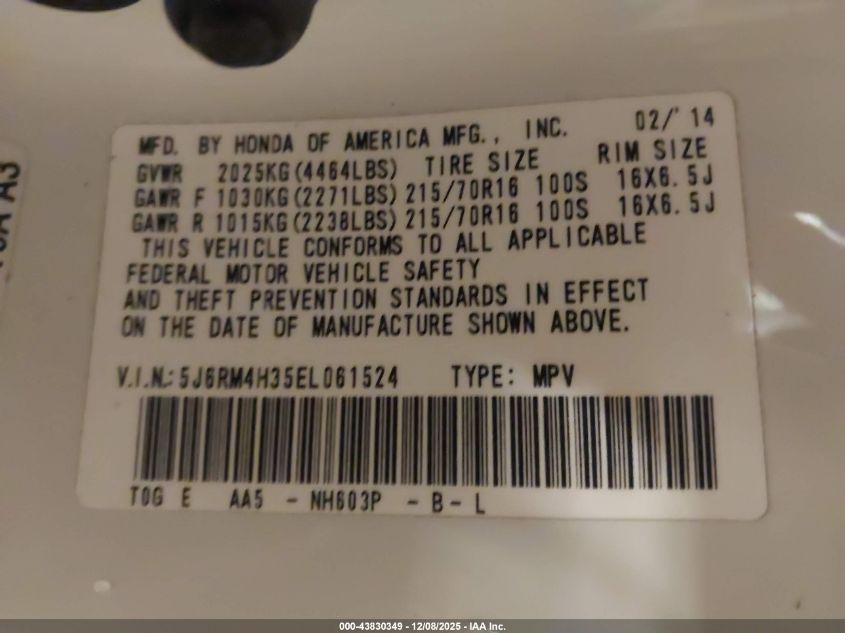 MFD. BY HONDA OF AMERICA MFG., INC. 02/'14
GVWR 2025KG(4464LBS) TIRE SIZE RIM SIZE
GAWR F 1030KG(2271LBS) 215/70R16 100S 16X6.5J
GAWR R 1015KG(2238LBS) 215/70R16 100S 16X6.5J
THIS VEHICLE CONFORMS TO ALL APPLICABLE
FEDERAL MOTOR VEHICLE SAFETY
AND THEFT PREVENTION STANDARDS IN EFFECT
ON THE DATE OF MANUFACTURE SHOWN ABOVE.
V.I.N.: 5J6RM4H35EL061524 TYPE: MPV
T0G E AA5 - NH603P - B - L
000-43830349 - 12/08/2025 - IAA Inc.